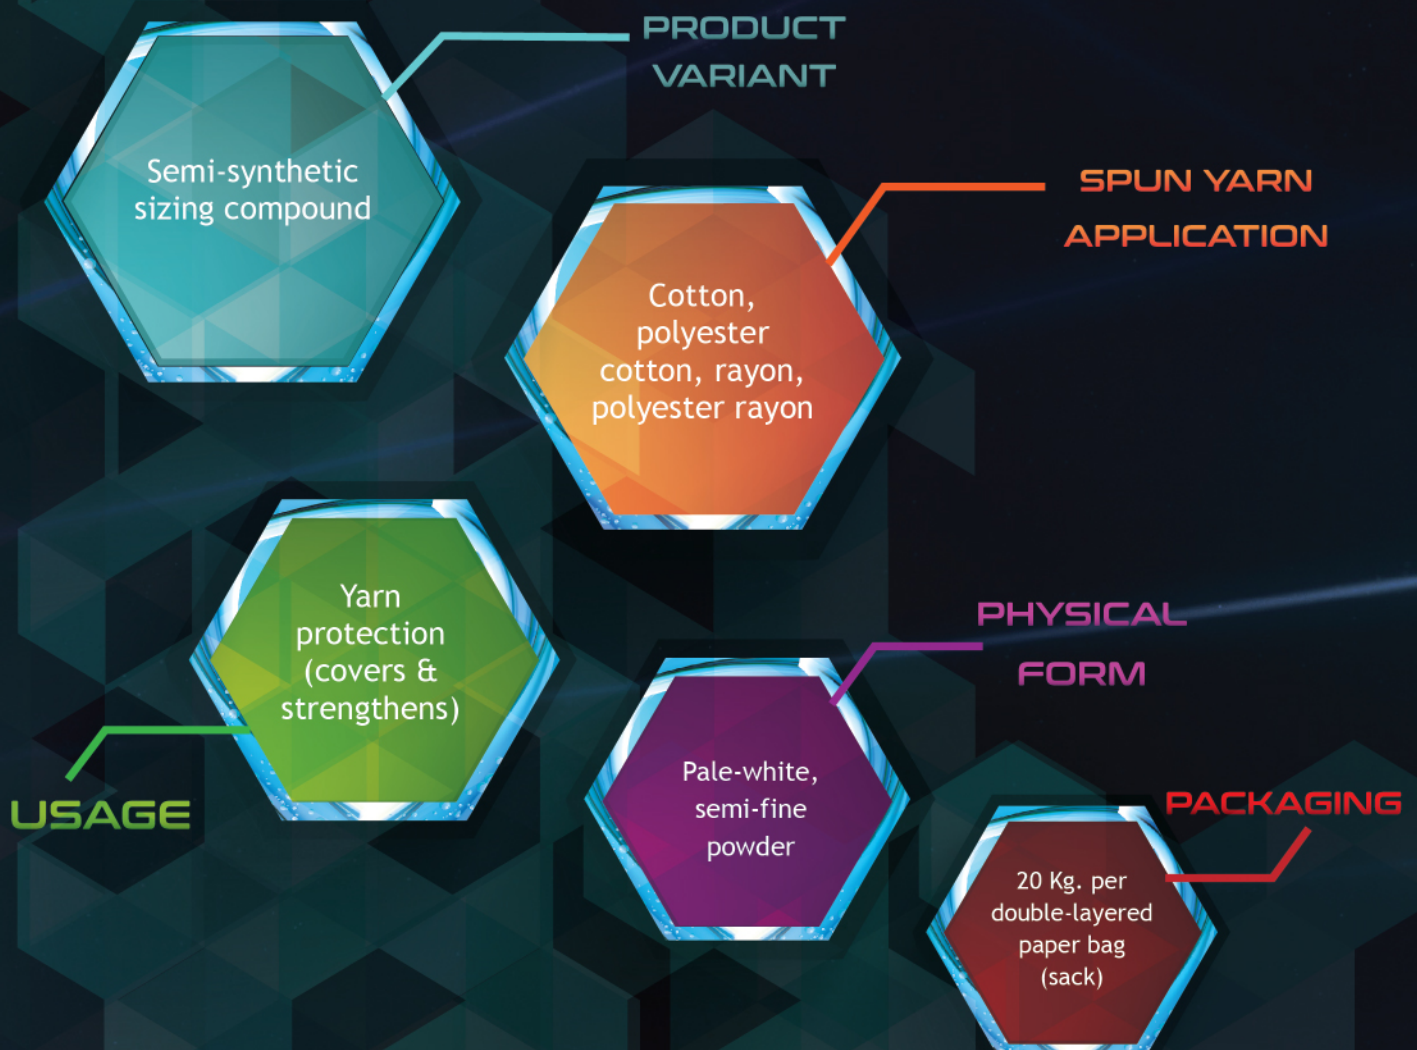 PRODUCT
VARIANT
Semi-synthetic
sizing compound
SPUN YARN
APPLICATION
Cotton,
polyester
cotton, rayon,
polyester rayon
USAGE
Yarn
protection
(covers &
strengthens)
PHYSICAL
FORM
Pale-white,
semi-fine
powder
PACKAGING
20 Kg. per
double-layered
paper bag
(sack)